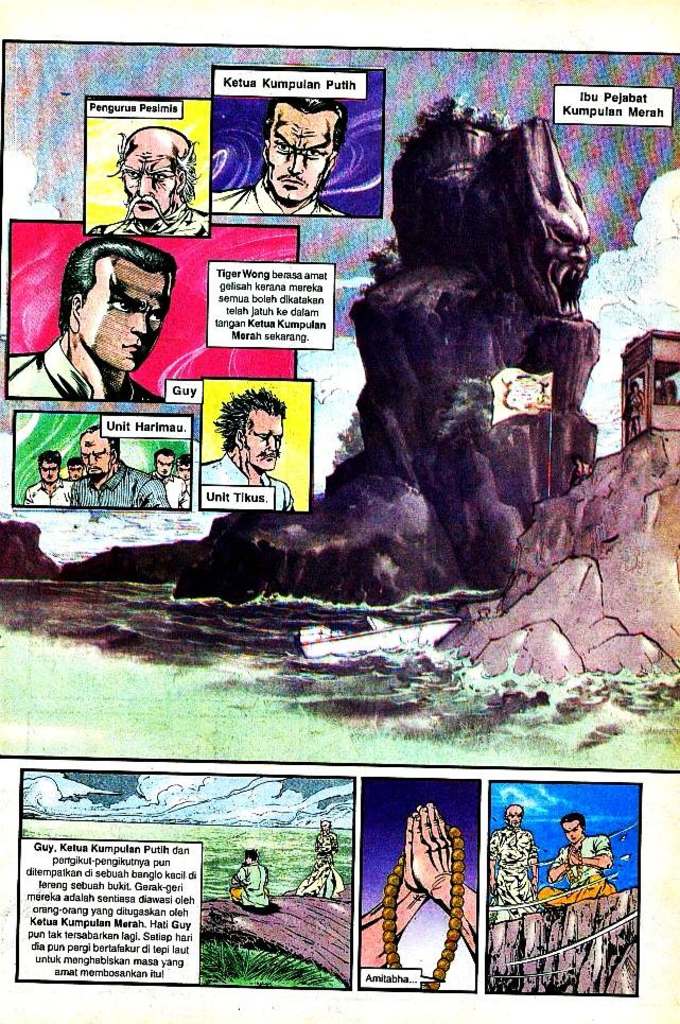 Ketua Kumpulan Putih
Pengurus Pesimis
Ibu Pejabat
Kumpulan Merah
Tiger Wong berasa amat
gelisah kerana mereka
semua boleh dikatakan
telah jatuh ke dalam
tangan Ketua Kumpulan
Merah sekarang.
Guy
Unit Harimau.
Unit Tikus.
Guy, Ketua Kumpulan Putih dan
pengikut-pengikutnya pun
ditempatkan di sebuah banglo kecil di
lereng sebuah bukit. Gerak-geri
mereka adalah sentiasa diawasi oleh
orang-orang yang ditugaskan oleh
Ketua Kumpulan Merah. Hati Guy
pun tak tersabarkan lagi. Setiap hari
dia pun pergi bertafakur di tepi laut
untuk menghabiskan masa yang
amat membosankan itu!
Amitabha...